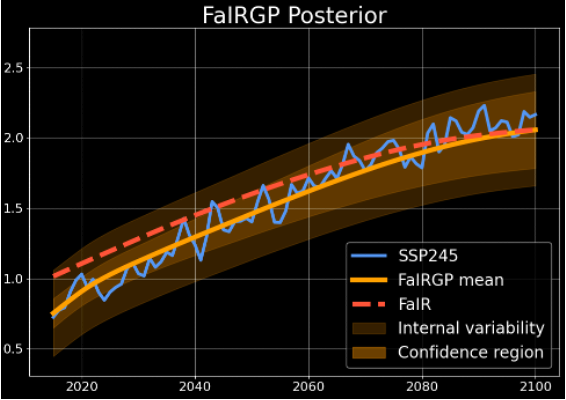 FaIRGP Posterior
2.5
2.0
1.5
1.0
0.5
SSP245
FaIRGP mean
FaIR
Internal variability
Confidence region
2020 2040 2060 2080 2100